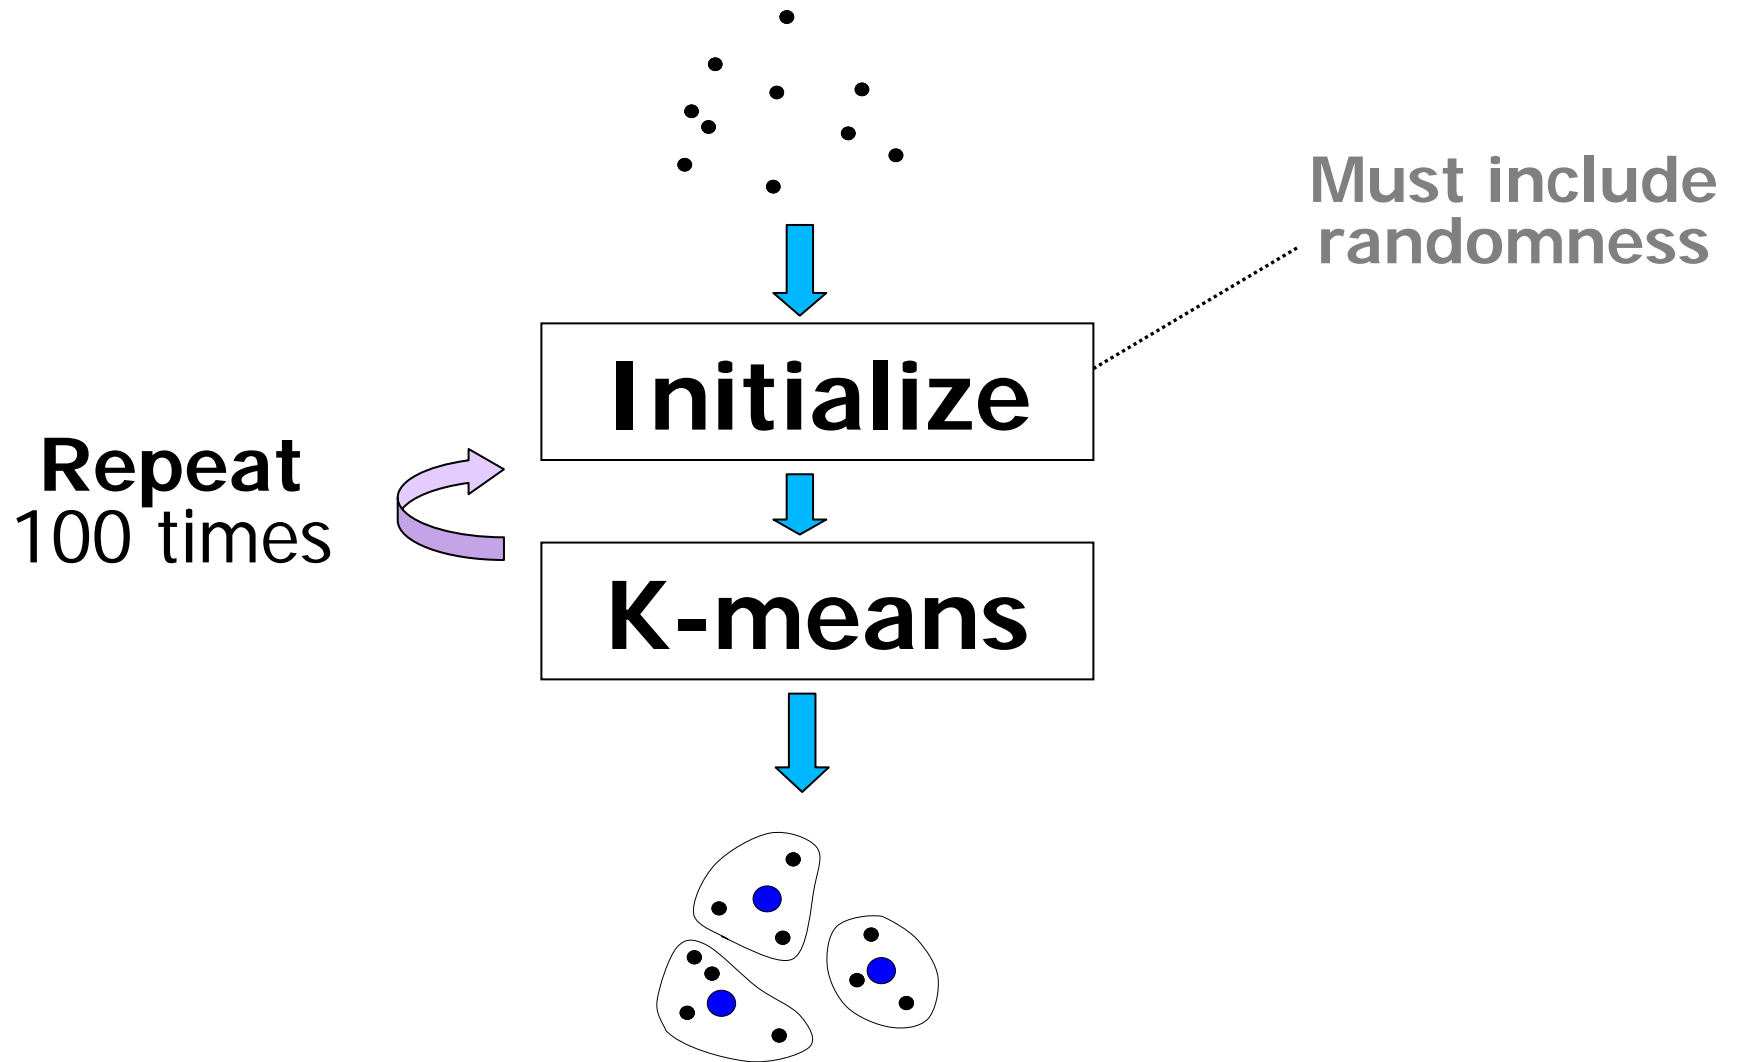 Must include
randomness
Initialize
Repeat
100 times
K-means